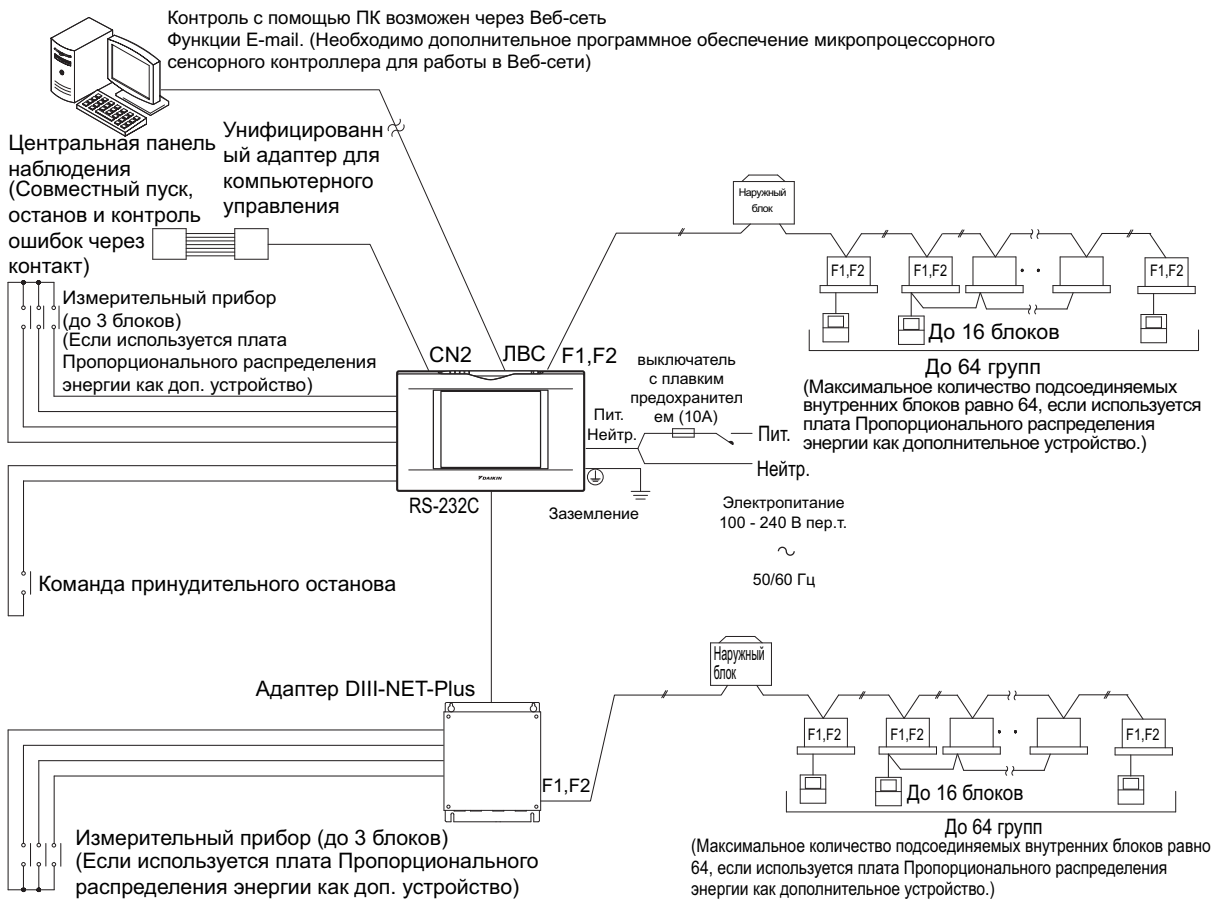 Контроль с помощью ПК возможен через Веб-сеть
Функции E-mail. (Необходимо дополнительное программное обеспечение микропроцессорного
сенсорного контроллера для работы в Веб-сети)
Центральная панель
наблюдения
(Совместный пуск,
останов и контроль
ошибок через
контакт)
Унифицированн
ый адаптер для
компьютерного
управления
Измерительный прибор
(до 3 блоков)
(Если используется плата
Пропорционального распределения
энергии как доп. устройство)
CN2
ЛВС
F1,F2
DAIKIN
RS-232C
выключатель
с плавким
предохранител
ем (10А)
Пит.
Нейтр.
Пит.
Нейтр.
Заземление
Электропитание
100 - 240 В пер.т.
50/60 Гц
Наружный
блок
F1,F2
F1,F2
F1,F2
До 16 блоков
До 64 групп
(Максимальное количество подсоединяемых
внутренних блоков равно 64, если используется
плата Пропорционального распределения
энергии как дополнительное устройство.)
Команда принудительного останова
Адаптер DIII-NET-Plus
F1,F2
Измерительный прибор (до 3 блоков)
(Если используется плата Пропорционального
распределения энергии как доп. устройство)
Наружный
блок
F1,F2
F1,F2
F1,F2
До 16 блоков
До 64 групп
(Максимальное количество подсоединяемых внутренних блоков равно
64, если используется плата Пропорционального распределения
энергии как дополнительное устройство.)